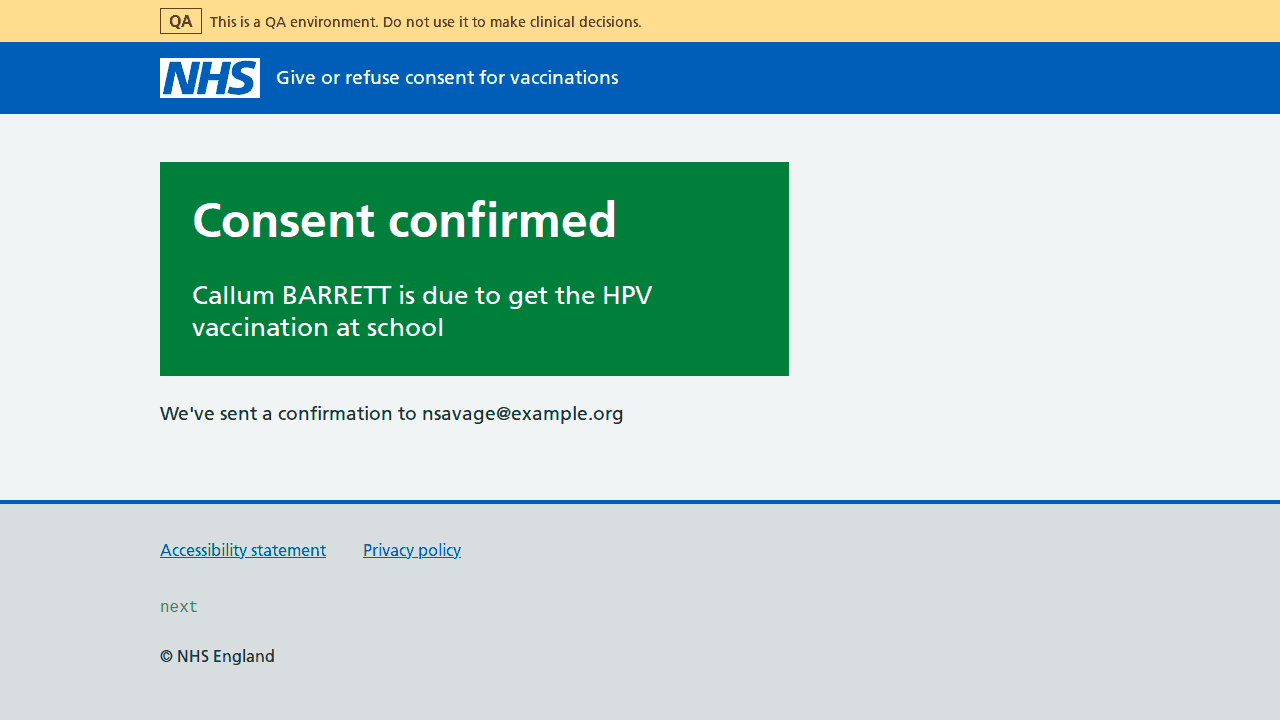 QA This is a QA environment. Do not use it to make clinical decisions.
NHS Give or refuse consent for vaccinations
Consent confirmed
Callum BARRETT is due to get the HPV
vaccination at school
We've sent a confirmation to nsavage@example.org
Accessibility statement Privacy policy
next
© NHS England